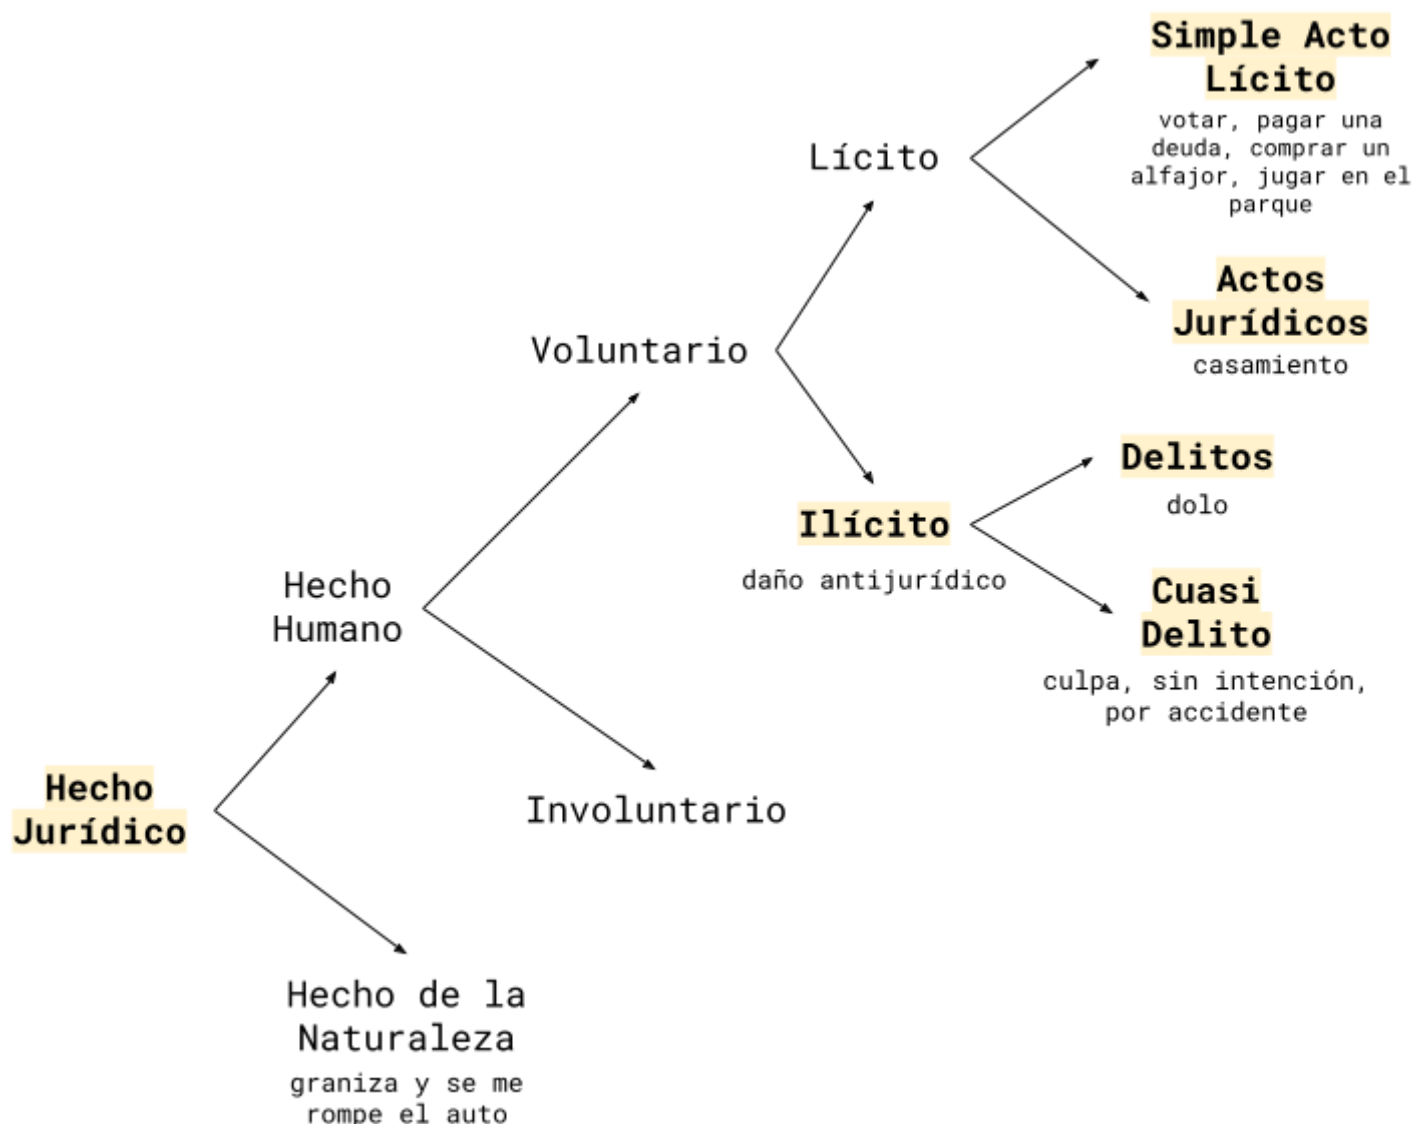 Simple Acto
Lícito
votar, pagar una
deuda, comprar un
alfajor, jugar en el
parque
Lícito
Actos
Jurídicos
casamiento
Voluntario
Delitos
dolo
Ilícito
daño antijurídico
Cuasi
Delito
culpa, sin intención,
por accidente
Hecho
Humano
Hecho
Jurídico
Involuntario
Hecho de la
Naturaleza
graniza y se me
rompe el auto